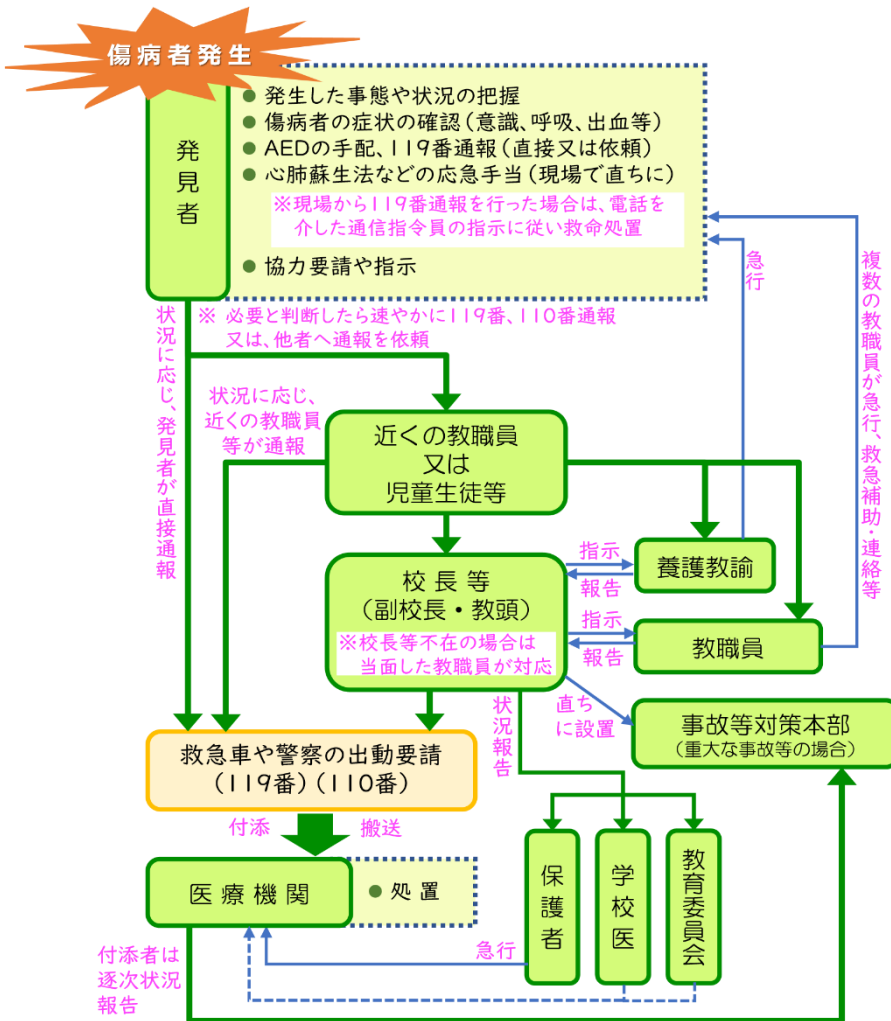 傷病者発生
発見者
● 発生した事態や状況の把握
● 傷病者の症状の確認(意識、呼吸、出血等)
● AEDの手配、119番通報(直接又は依頼)
● 心肺蘇生法などの応急手当(現場で直ちに)
※現場から119番通報を行った場合は、電話を
介した通信指令員の指示に従い救命処置
● 協力要請や指示
※ 必要と判断したら速やかに119番、110番通報
又は、他者へ通報を依頼
状況に応じ、発見者が直接通報
状況に応じ、
近くの教職員
等が通報
急行
複数の教職員が急行、救急補助・連絡等
近くの教職員
又は
児童生徒等
校長等
(副校長・教頭)
※校長等不在の場合は
当面した教職員が対応
指示
報告
養護教諭
指示
報告
教職員
状況報告
直ち
に設置
事故等対策本部
(重大な事故等の場合)
救急車や警察の出動要請
(119番)(110番)
付添
搬送
医療機関
● 処置
保護者
学校医
教育委員会
急行
付添者は
逐次状況
報告